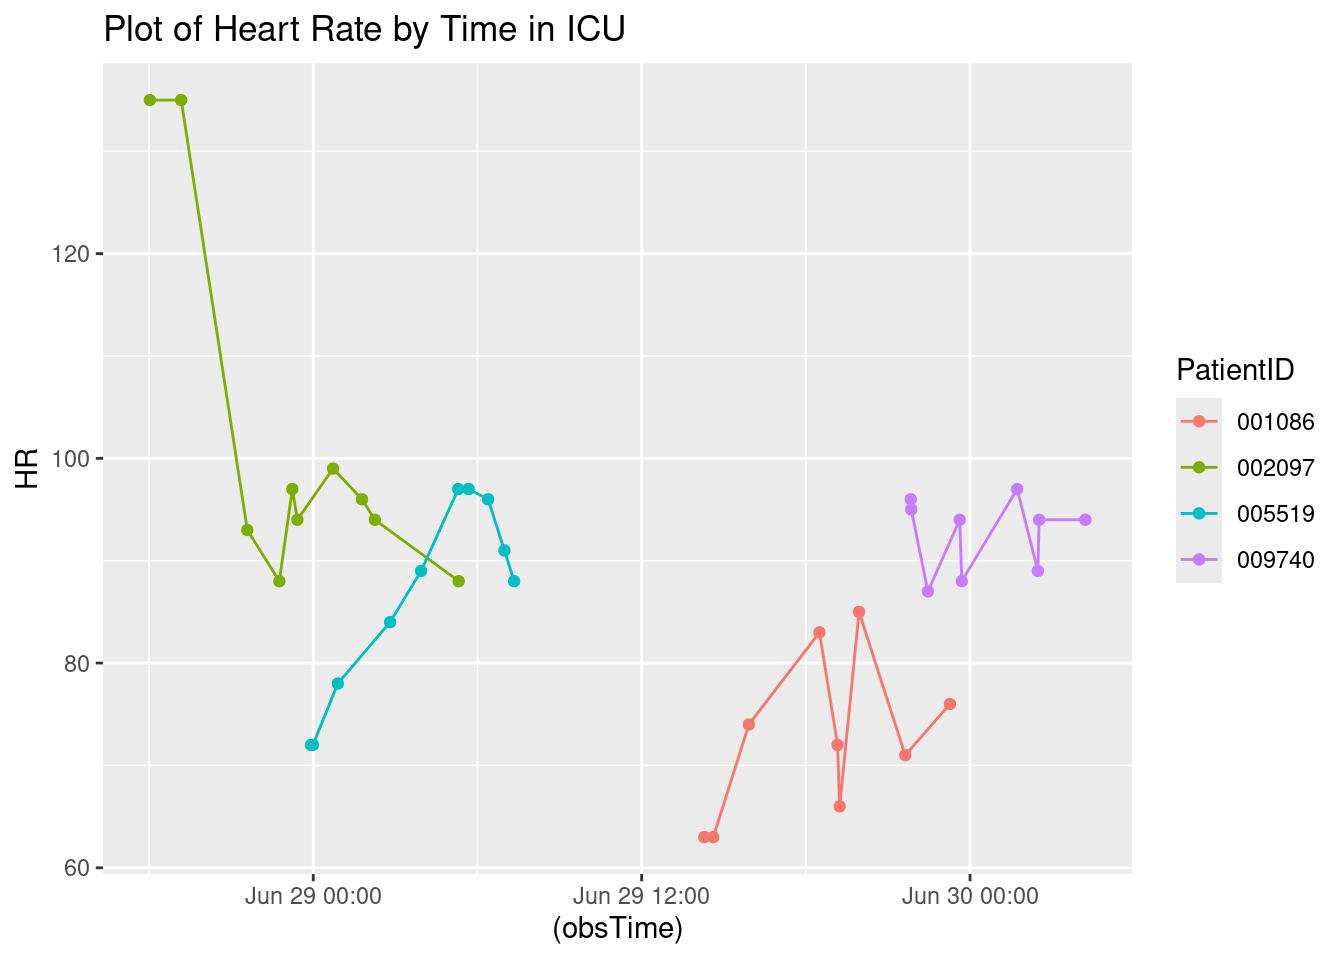 Plot of Heart Rate by Time in ICU
120
100
80
60
HR
Jun 29 00:00
Jun 29 12:00
Jun 30 00:00
(obsTime)
PatientID
001086
002097
005519
009740